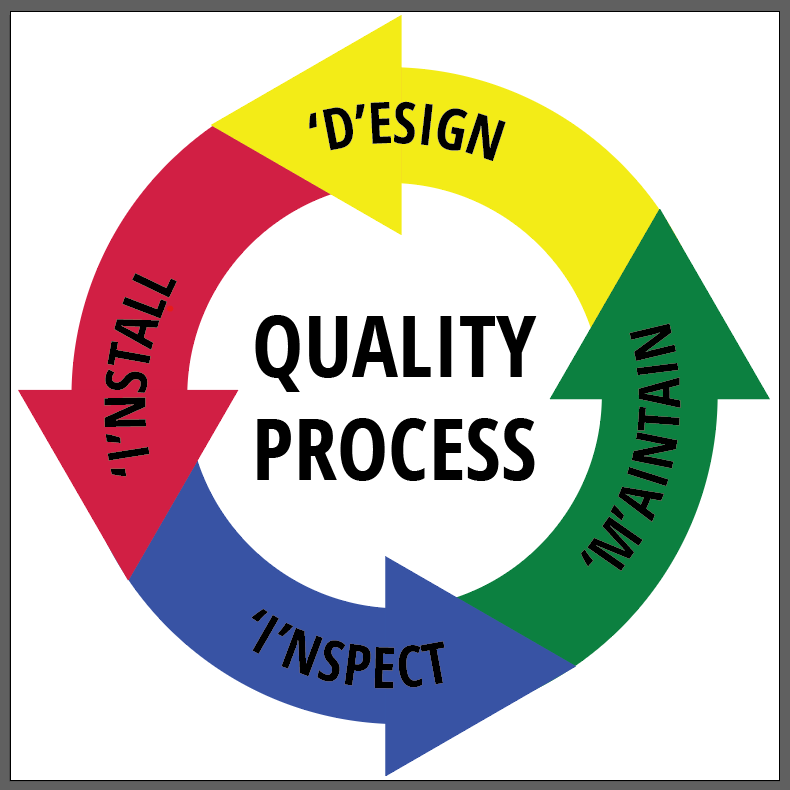 ‘D’ESIGN
‘I’NSTALL
QUALITY
PROCESS
‘M’AINTAIN
‘I’NSPECT